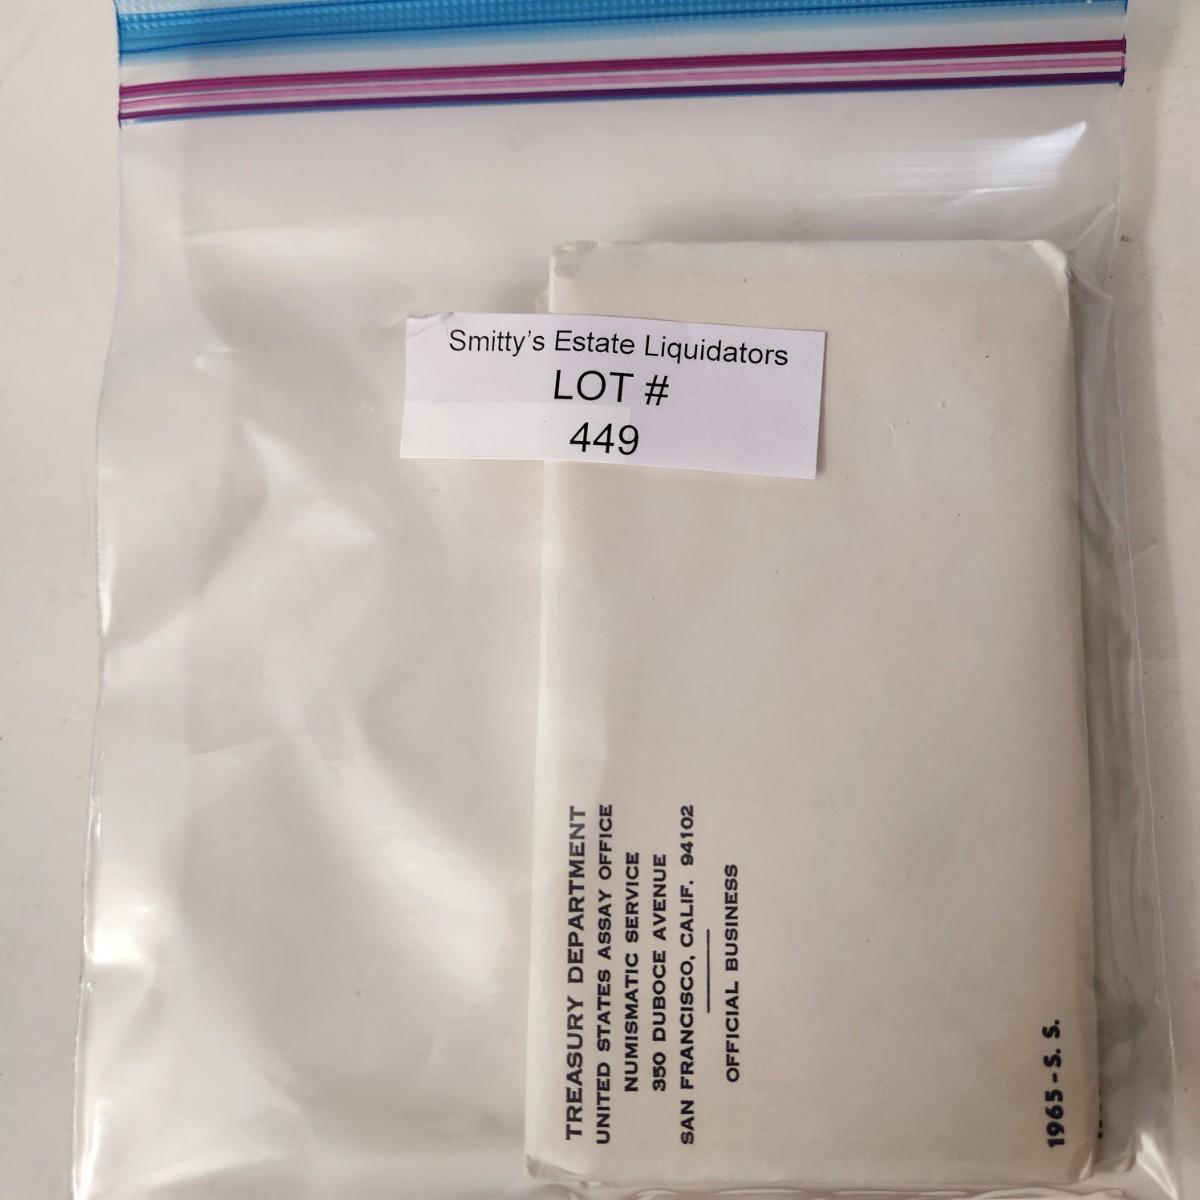 Smitty's Estate Liquidators
LOT #
449
TREASURY DEPARTMENT
UNITED STATES ASSAY OFFICE
NUMISMATIC SERVICE
350 DUBOCE AVENUE
SAN FRANCISCO, CALIF. 94102
OFFICIAL BUSINESS
1965 - S. S.